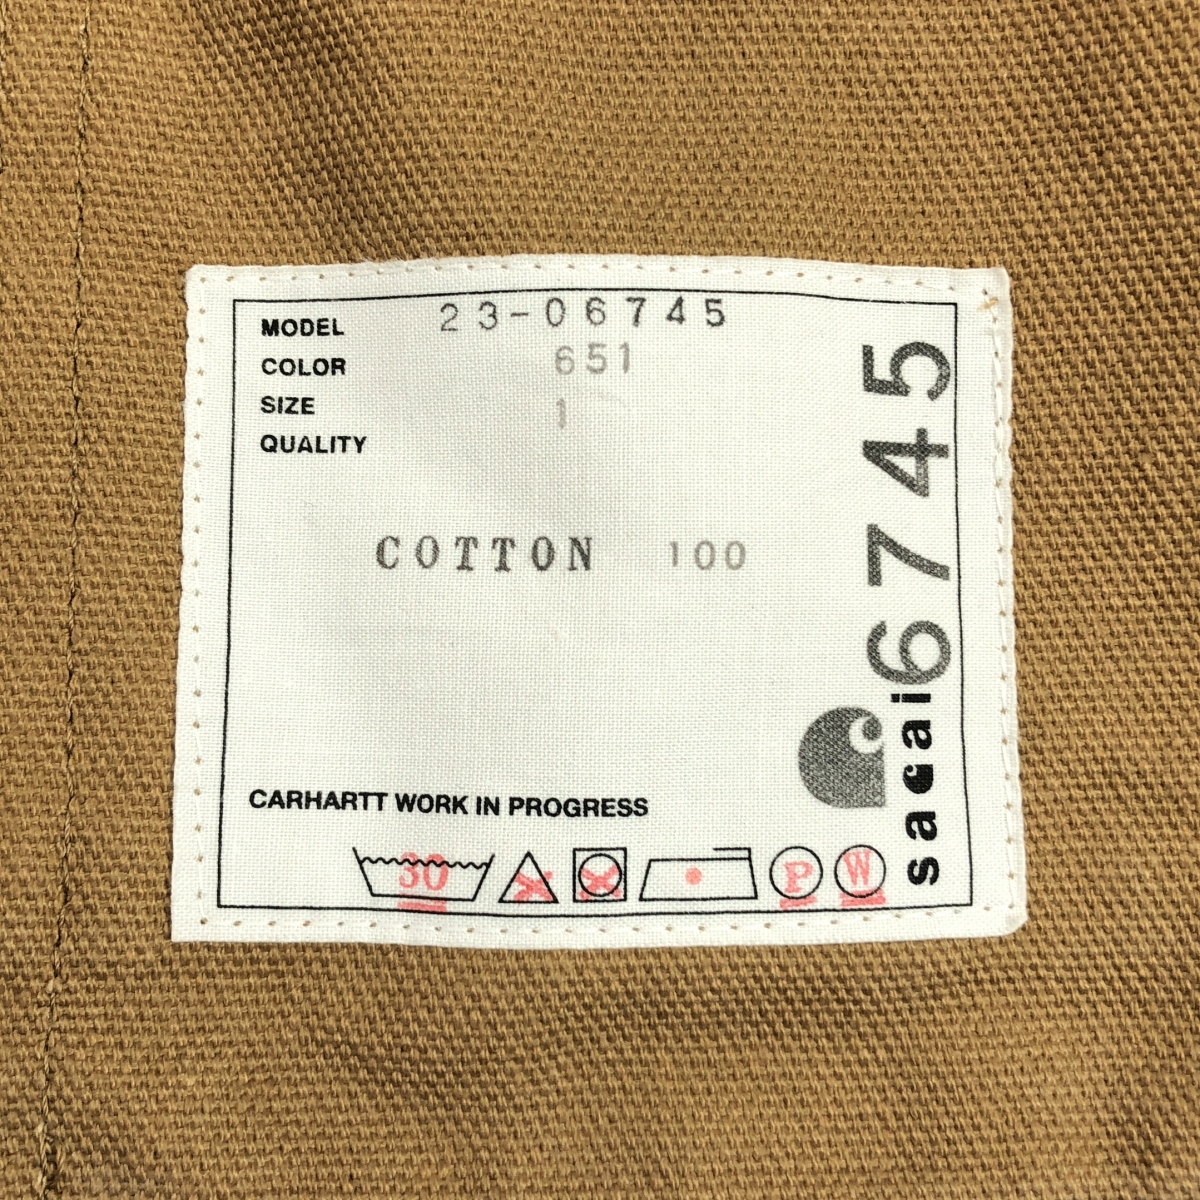 MODEL 23-06745
COLOR 651
SIZE 1
QUALITY
COTTON 100
CARHARTT WORK IN PROGRESS
30 P W
sacai 6745